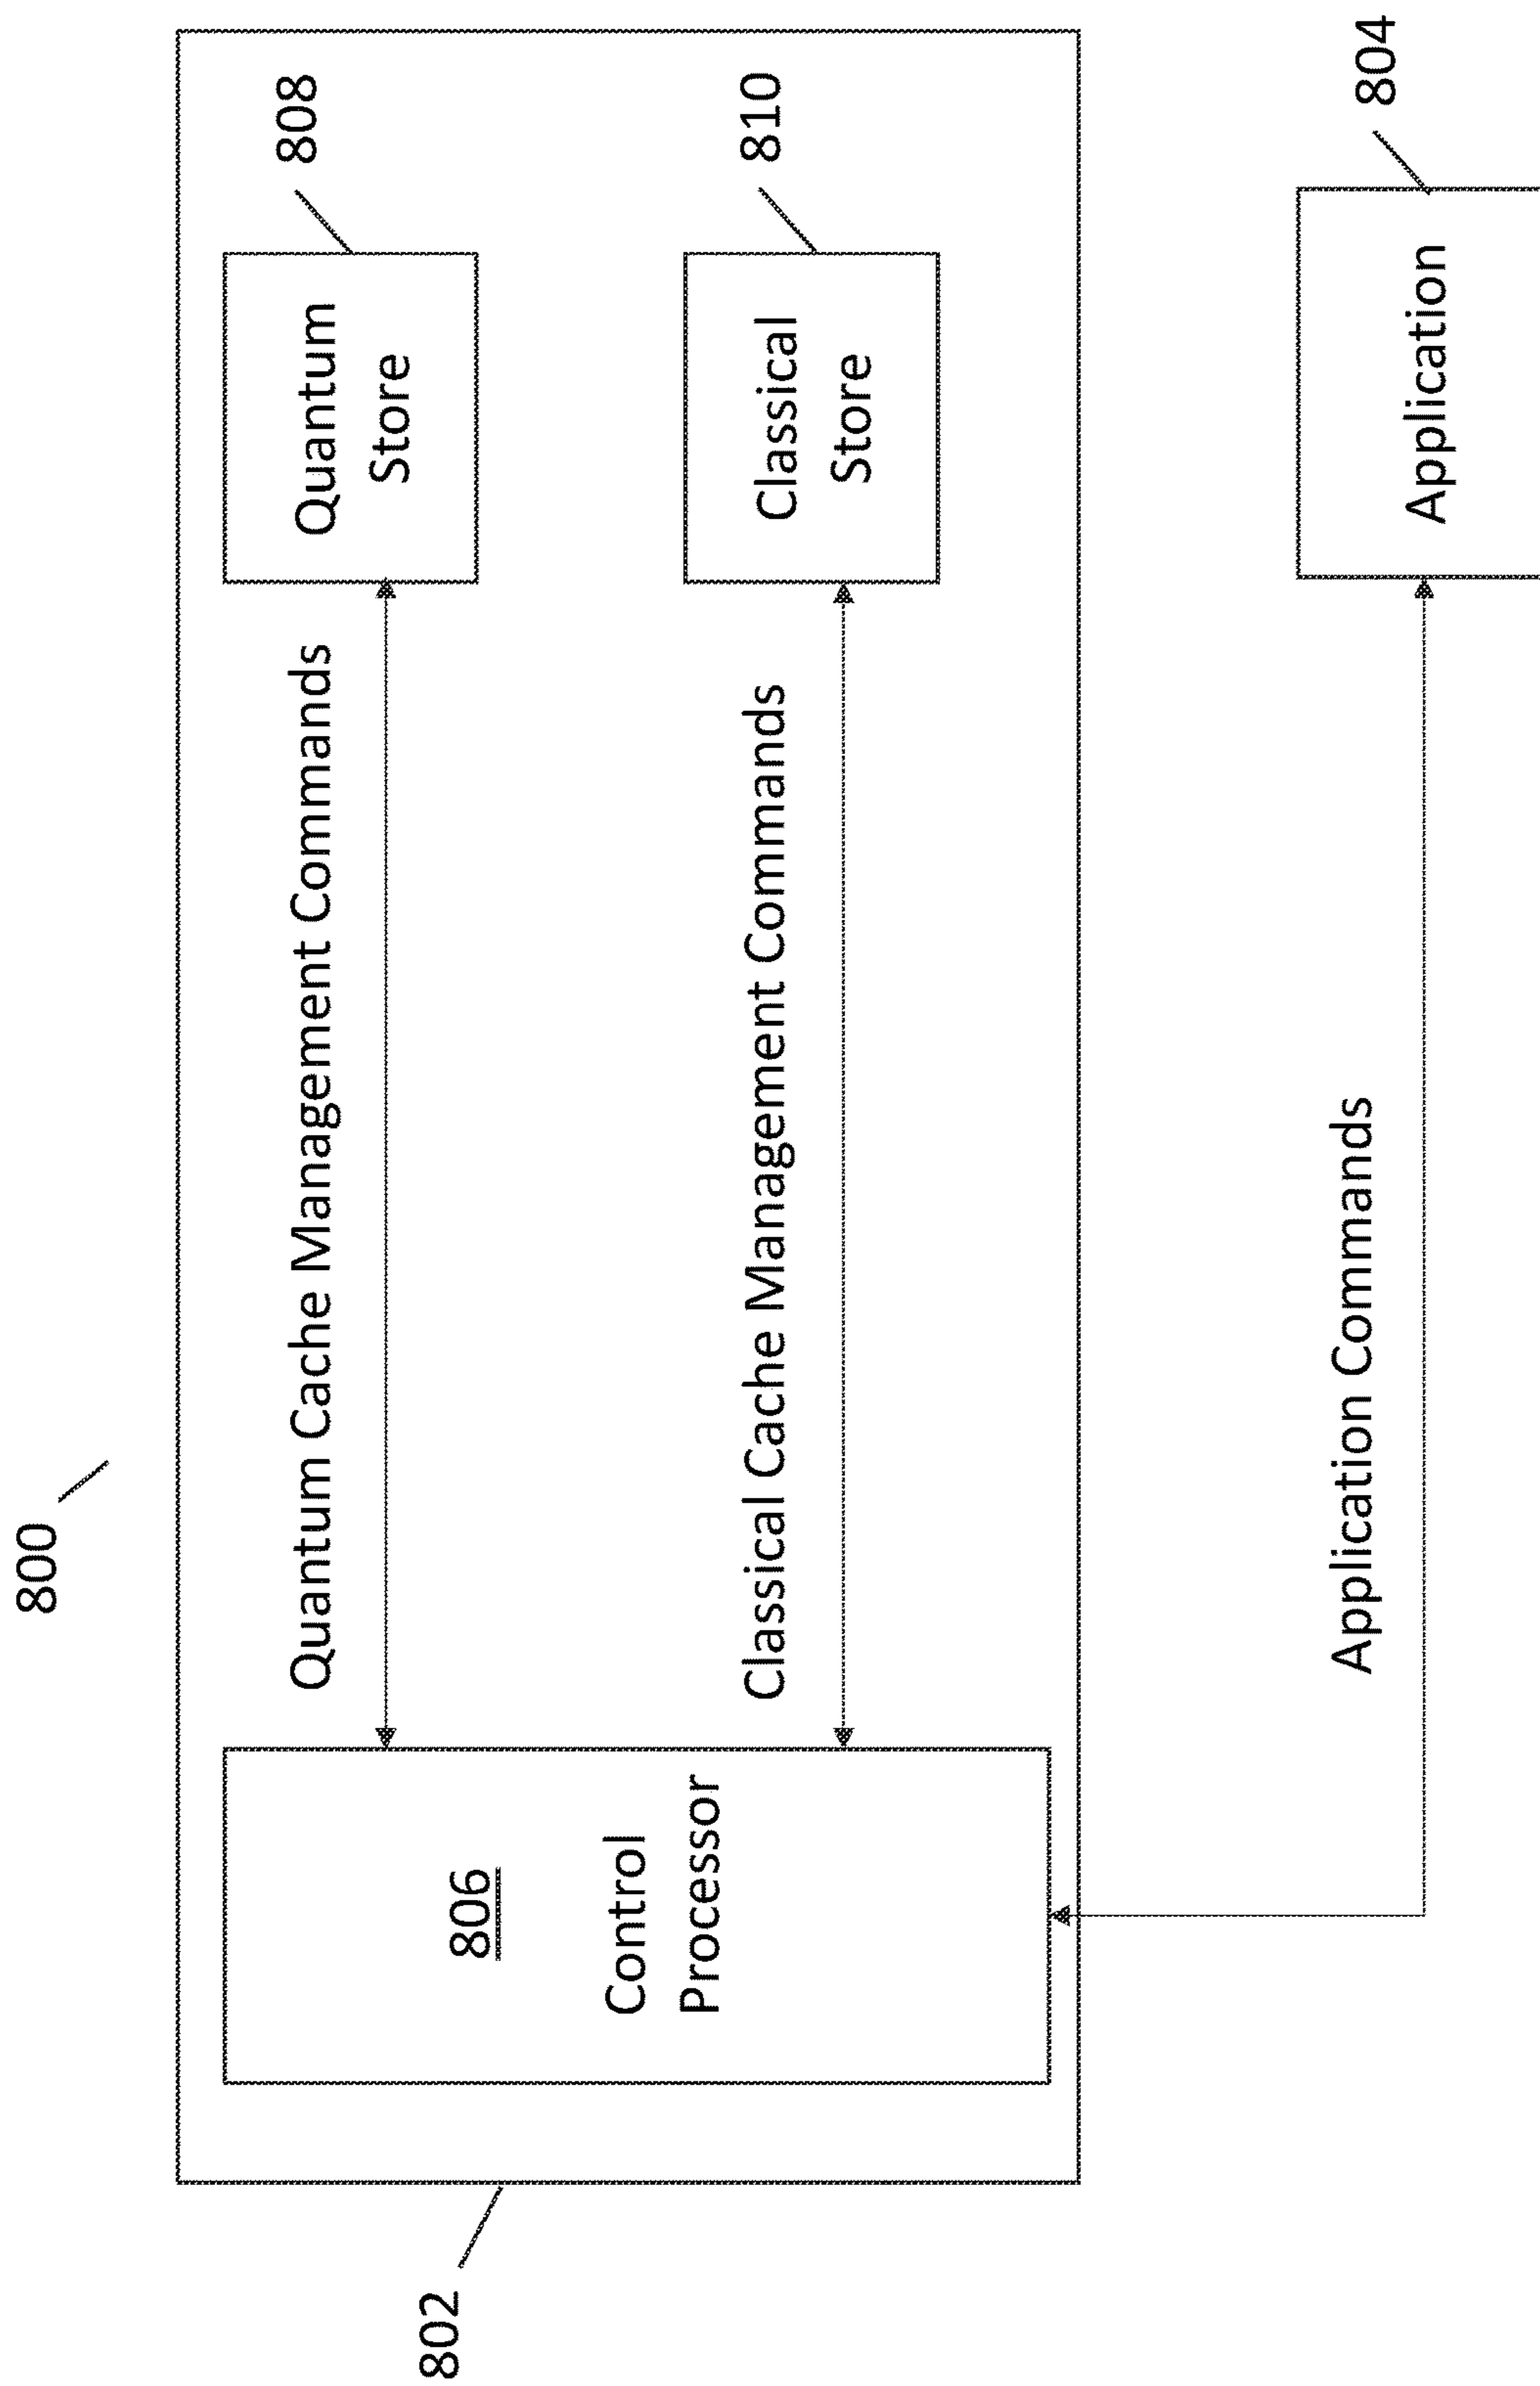 800
808
Quantum
Store
Quantum Cache Management Commands
806
Control
Processor
810
Classical
Store
Classical Cache Management Commands
802
804
Application
Application Commands